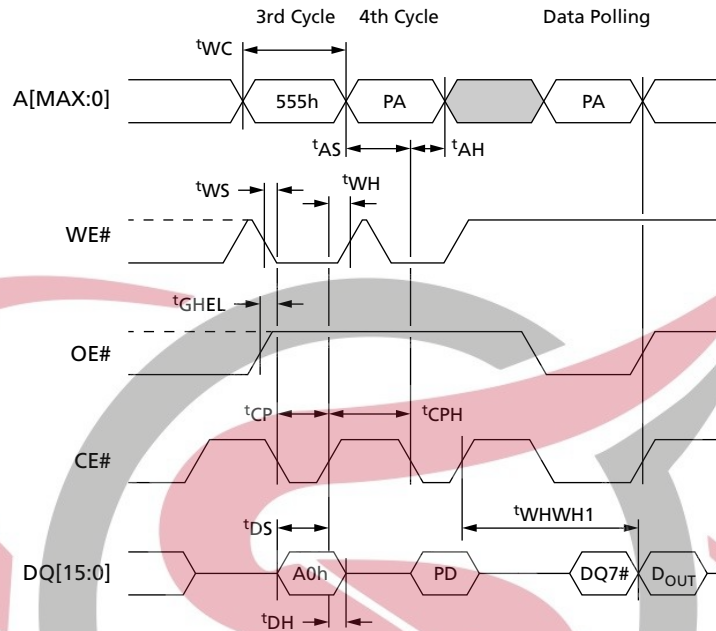 3rd Cycle 4th Cycle Data Polling
tWC
A[MAX:0] 555h PA PA
tAS tAH
tWS tWH
WE#
tGHEL
OE#
tCP tCPH
CE#
tWHWH1
tDS
DQ[15:0] A0h PD DQ7# DOUT
tDH